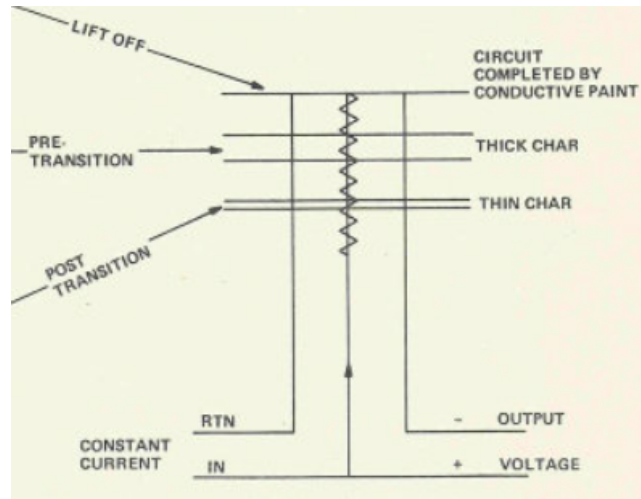 LIFT OFF
CIRCUIT
COMPLETED BY
CONDUCTIVE PAINT
PRE-
TRANSITION
THICK CHAR
THIN CHAR
POST
TRANSITION
RTN
- OUTPUT
CONSTANT
CURRENT
IN
+ VOLTAGE